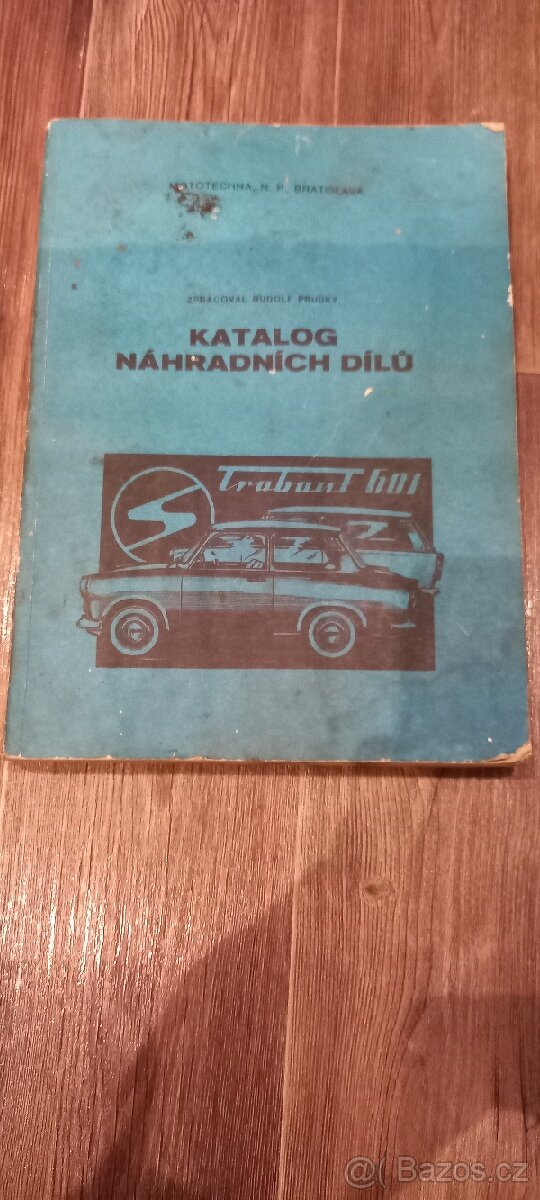 MOTOTECHNA, N. P. BRATISLAVA
ZPRACOVAL RUDOLF PRUDKÝ
KATALOG
NÁHRADNÍCH DÍLŮ
Trabant 601
Bazos.cz